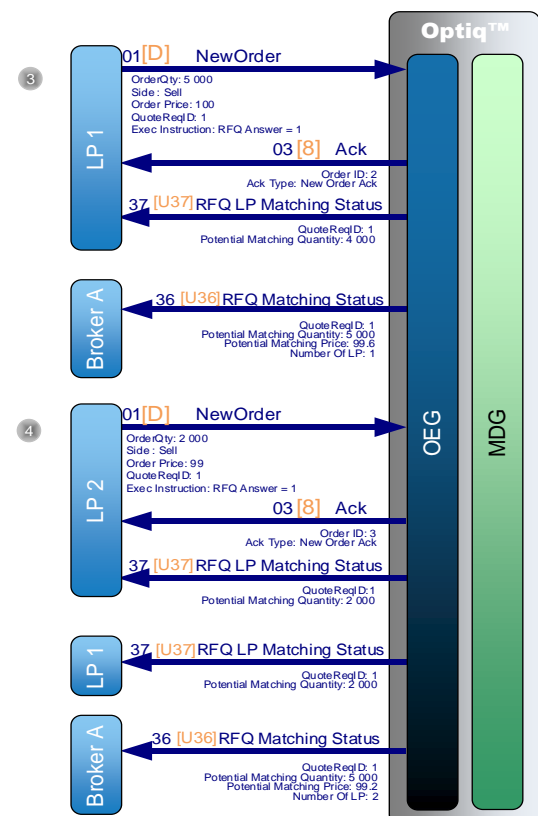 Optiq™
01[D] NewOrder
3
OrderQty: 5 000
Side : Sell
Order Price: 100
QuoteReqID: 1
Exec Instruction: RFQ Answer = 1
LP 1
03 [8] Ack
Order ID: 2
Ack Type: New Order Ack
37 [U37] RFQ LP Matching Status
QuoteReqID: 1
Potential Matching Quantity: 4 000
Broker A
36 [U36] RFQ Matching Status
QuoteReqID: 1
Potential Matching Quantity: 5 000
Potential Matching Price: 99.6
Number Of LP: 1
OEG
MDG
01[D] NewOrder
4
OrderQty: 2 000
Side : Sell
Order Price: 99
QuoteReqID: 1
Exec Instruction: RFQ Answer = 1
LP 2
03 [8] Ack
Order ID: 3
Ack Type: New Order Ack
37 [U37] RFQ LP Matching Status
QuoteReqID:1
Potential Matching Quantity: 2 000
LP 1
37 [U37] RFQ LP Matching Status
QuoteReqID: 1
Potential Matching Quantity: 2 000
Broker A
36 [U36] RFQ Matching Status
QuoteReqID: 1
Potential Matching Quantity: 5 000
Potential Matching Price: 99.2
Number Of LP: 2